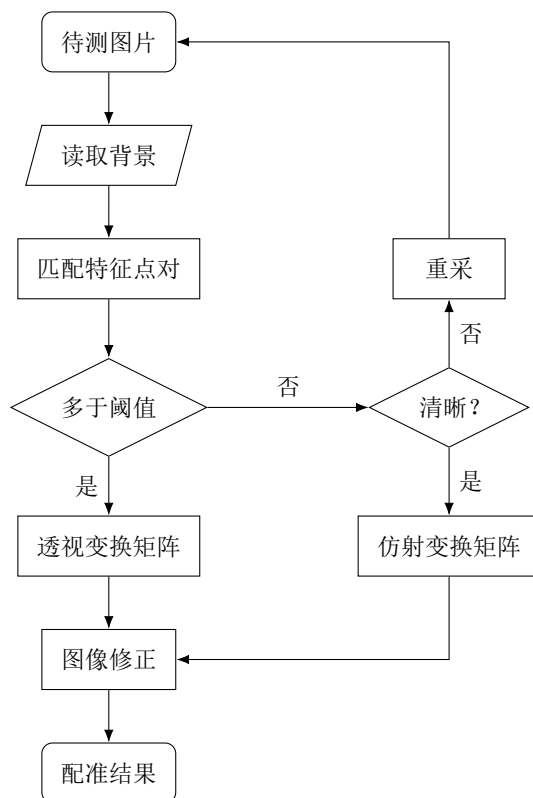 待测图片
读取背景
匹配特征点对
重采
否
多于阈值
否
清晰？
是
是
透视变换矩阵
仿射变换矩阵
图像修正
配准结果